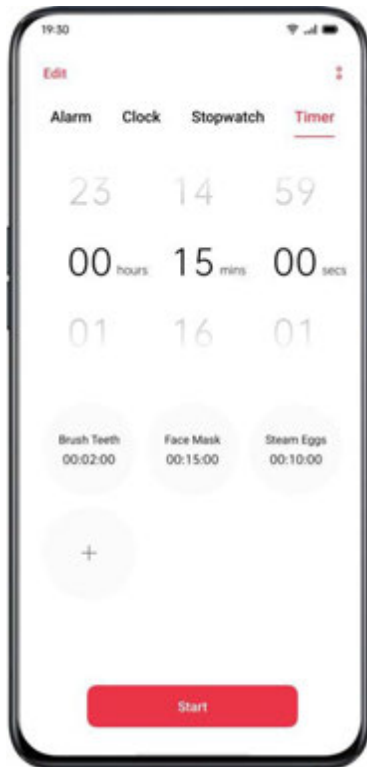 19:30
Edit
Alarm Clock Stopwatch Timer
23 14 59
00 hours 15 mins 00 secs
01 16 01
Brush Teeth Face Mask Steam Eggs
00:02:00 00:15:00 00:10:00
+
Start